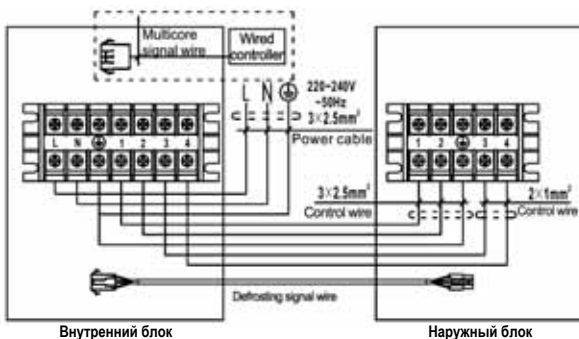 Multicore
signal wire
Wired
controller
L N
220~240V
~50Hz
3×2.5mm²
Power cable
L N 1 2 3 4
1 2 3 4
3×2.5mm²
Control wire
2×1mm²
Control wire
Defrosting signal wire
Внутренний блок
Наружный блок